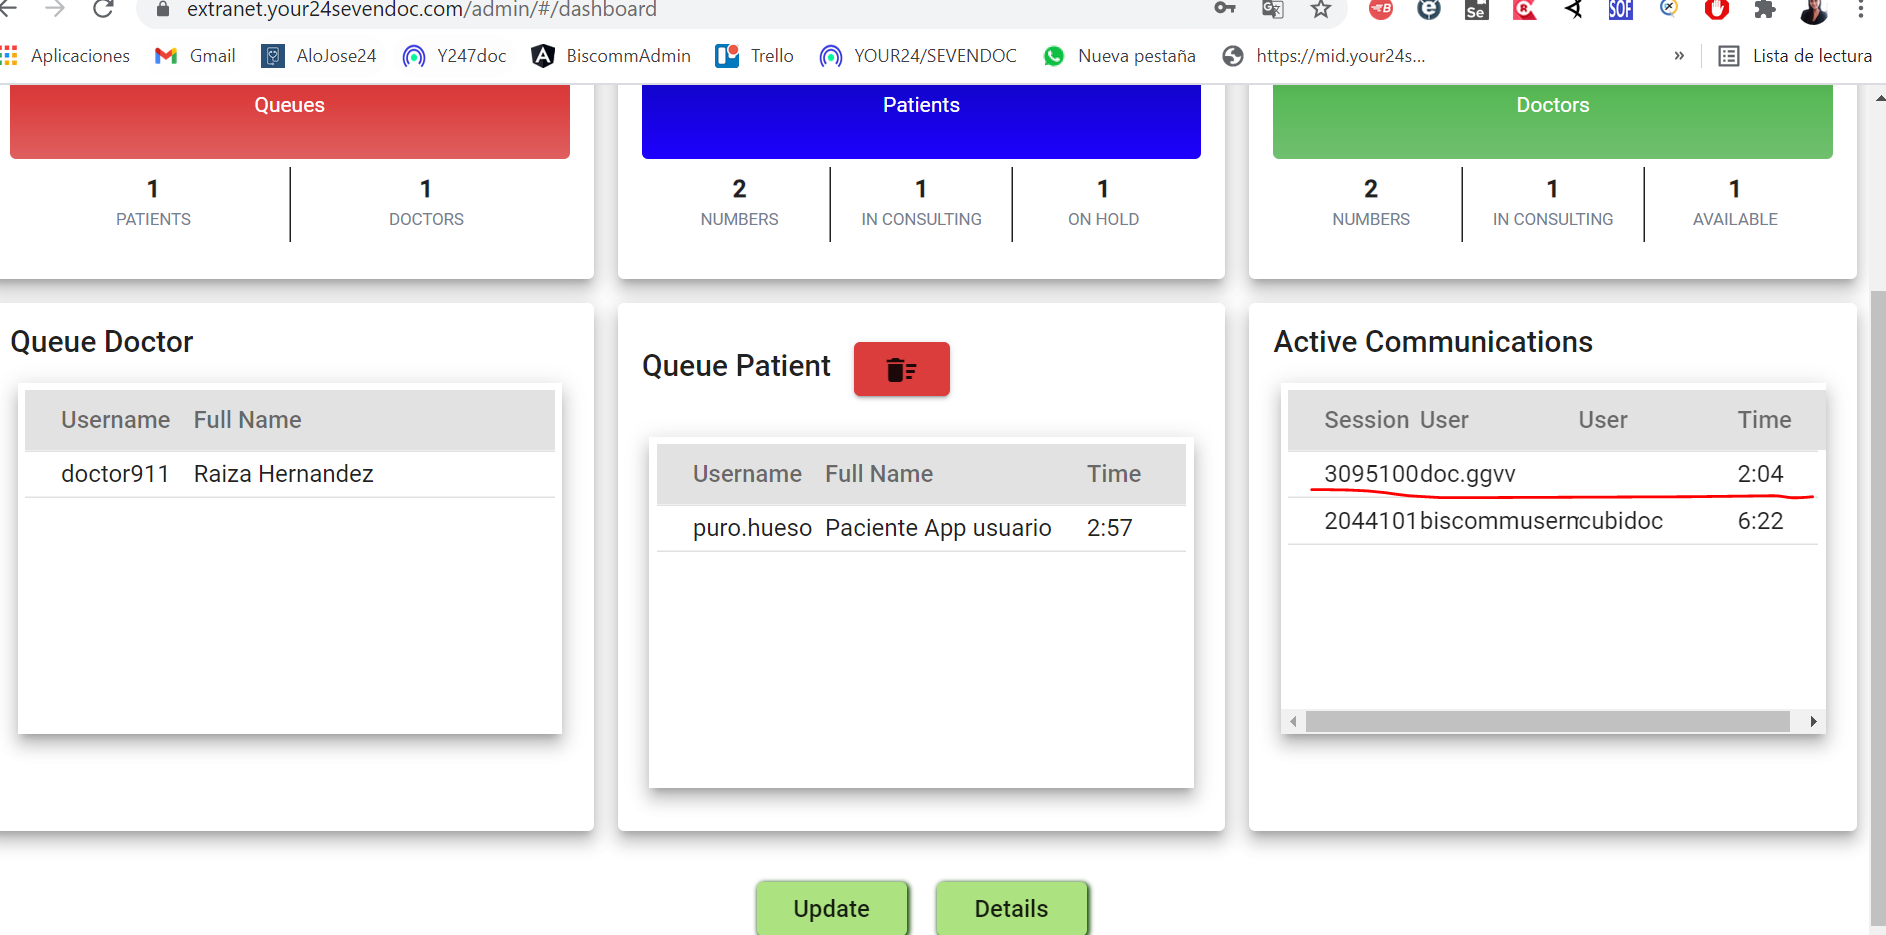 extranet.your24sevendoc.com/admin/#/dashboard
Se
SOF
Aplicaciones Gmail AloJose24 Y247doc BiscommAdmin Trello YOUR24/SEVENDOC Nueva pestaña https://mid.your24s... » Lista de lectura
Queues
1 1
PATIENTS DOCTORS
Patients
2 1 1
NUMBERS IN CONSULTING ON HOLD
Doctors
2 1 1
NUMBERS IN CONSULTING AVAILABLE
Queue Doctor
Username Full Name
doctor911 Raiza Hernandez
Queue Patient
Username Full Name Time
puro.hueso Paciente App usuario 2:57
Active Communications
Session User User Time
3095100doc.ggvv 2:04
2044101biscommuserncubidoc 6:22
Update Details